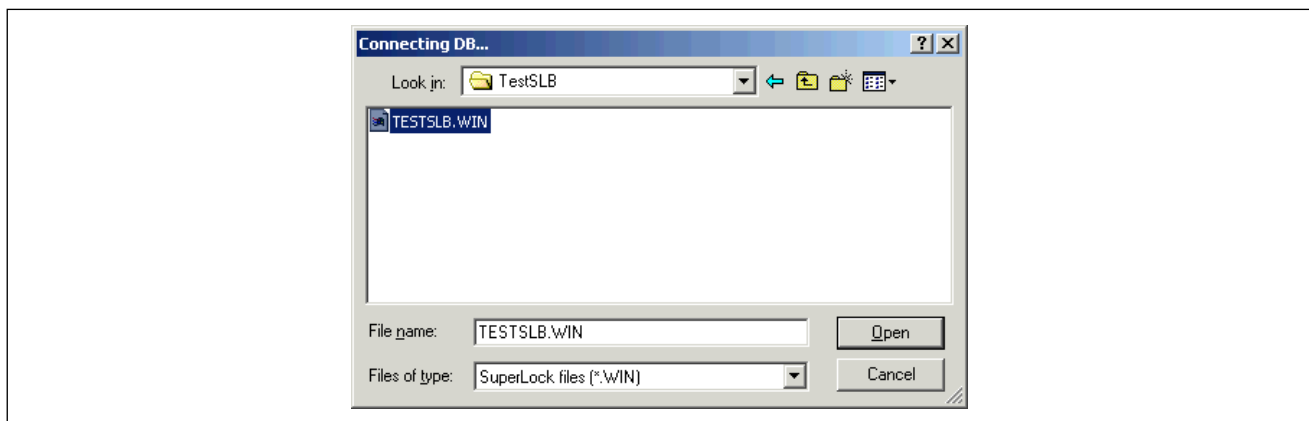 Connecting DB...
Look in: TestSLB
TESTSLB.WIN
File name: TESTSLB.WIN Open
Files of type: SuperLock files (*.WIN) Cancel